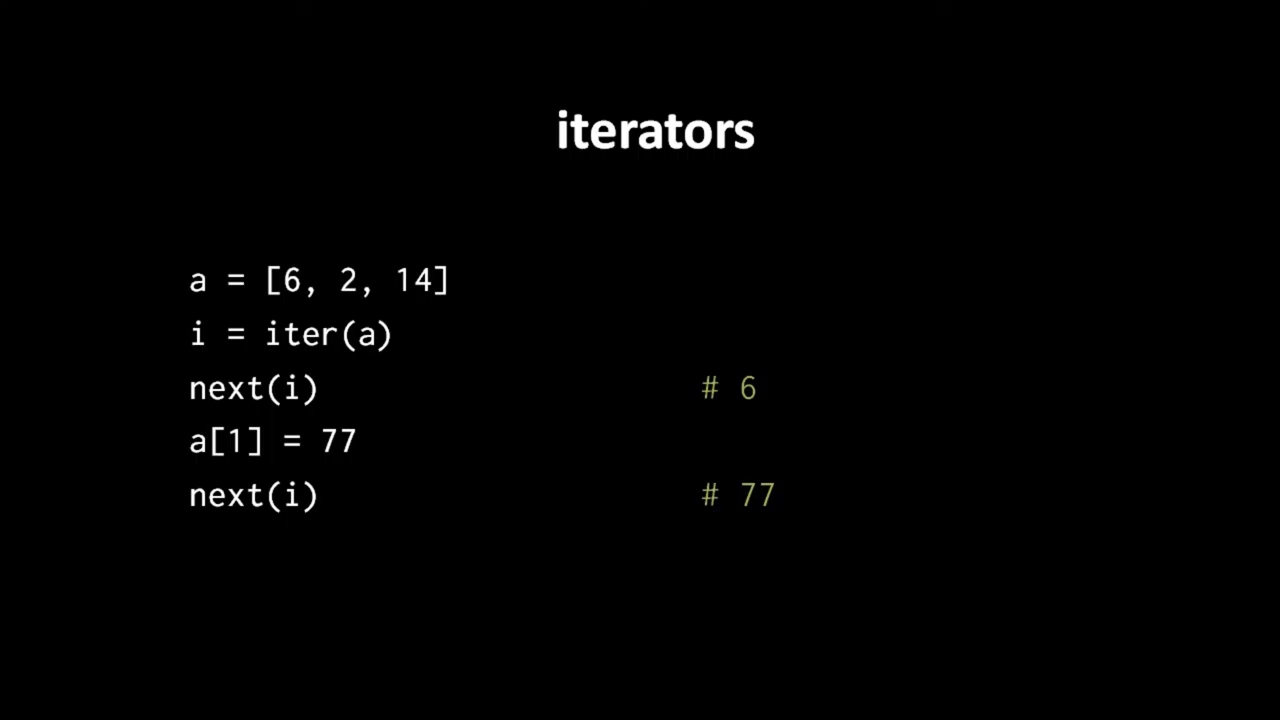 iterators
a = [6, 2, 14]
i = iter(a)
next(i) # 6
a[1] = 77
next(i) # 77